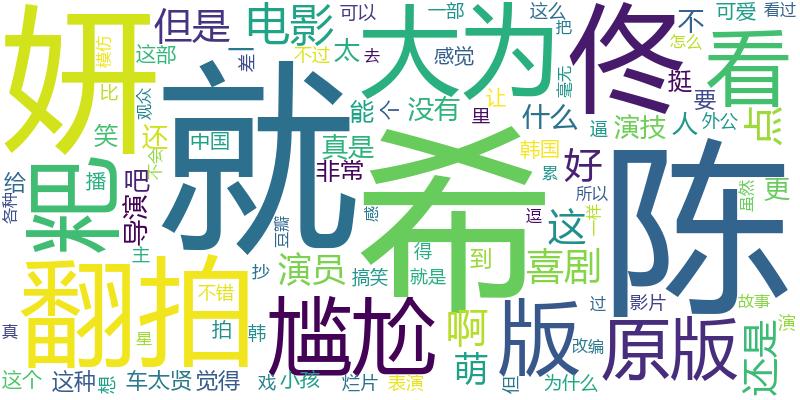 妍
但是
电影
可以
一部
这么
把
可爱
看过
模仿
这部
不过
太
去
感觉
大为
佟
不
怎么
看
差
比
观众
笑
还
就
能
个
没有
里
让
毫无
挺
要
什么
逼
演技
人
外公
点
中国
不会
真是
韩国
希
陈
粑
给
播
导演
吧
非常
好
累
所以
虽然
更
各种
豆瓣
感
逗
这
一样
主
得
到
喜剧
翻拍
不错
抄
演员
搞笑
就是
尴尬
啊
版
过
影片
故事
原版
还是
演
真
星
拍
韩
萌
改编
这个
这种
想
车太贤
觉得
戏
小孩
烂片
表演
但
为什么